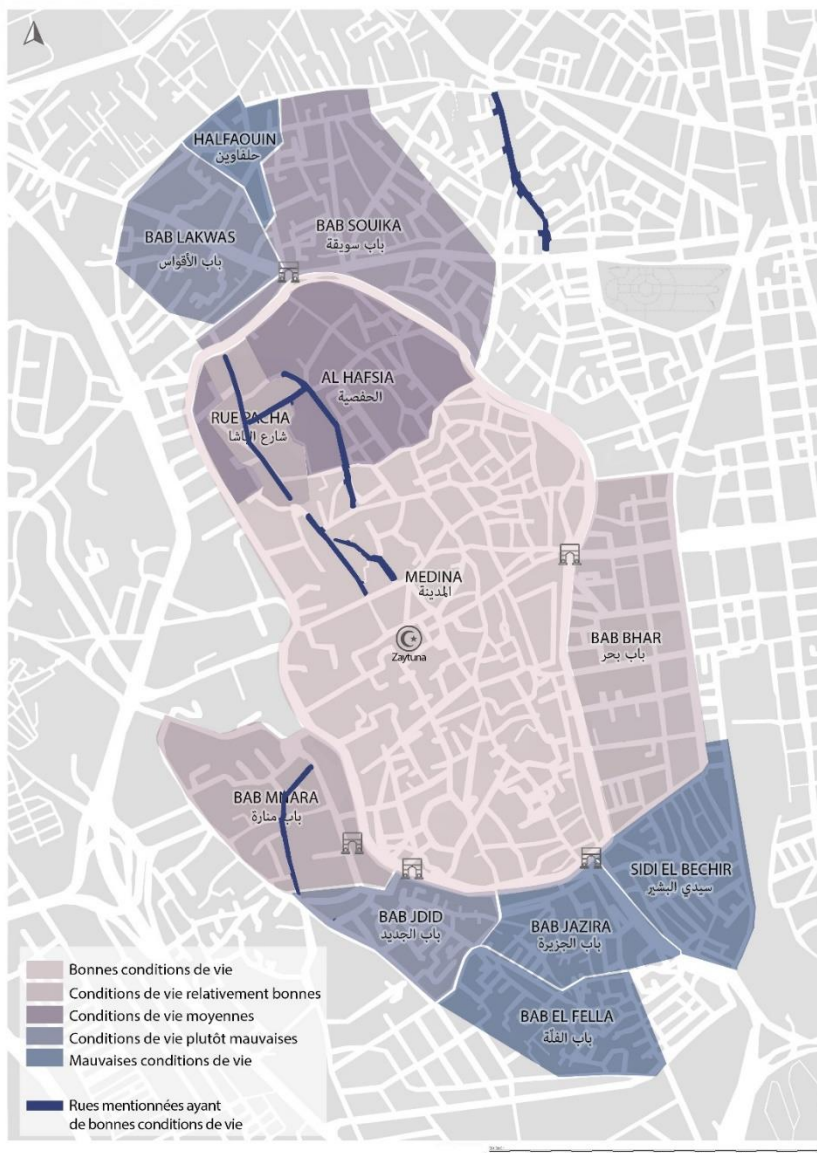 HALFAOUIN
حلفاوين
BAB LAKWAS
باب الأقواس
BAB SOUIKA
باب سويقة
AL HAFSIA
الحفصية
RUE PACHA
شارع الباشا
MEDINA
المدينة
Zaytuna
BAB BHAR
باب بحر
BAB MNARA
باب منارة
SIDI EL BECHIR
سيدي البشير
BAB JDID
باب الجديد
BAB JAZIRA
باب الجزيرة
BAB EL FELLA
باب الفلّة
Bonnes conditions de vie
Conditions de vie relativement bonnes
Conditions de vie moyennes
Conditions de vie plutôt mauvaises
Mauvaises conditions de vie
Rues mentionnées ayant
de bonnes conditions de vie